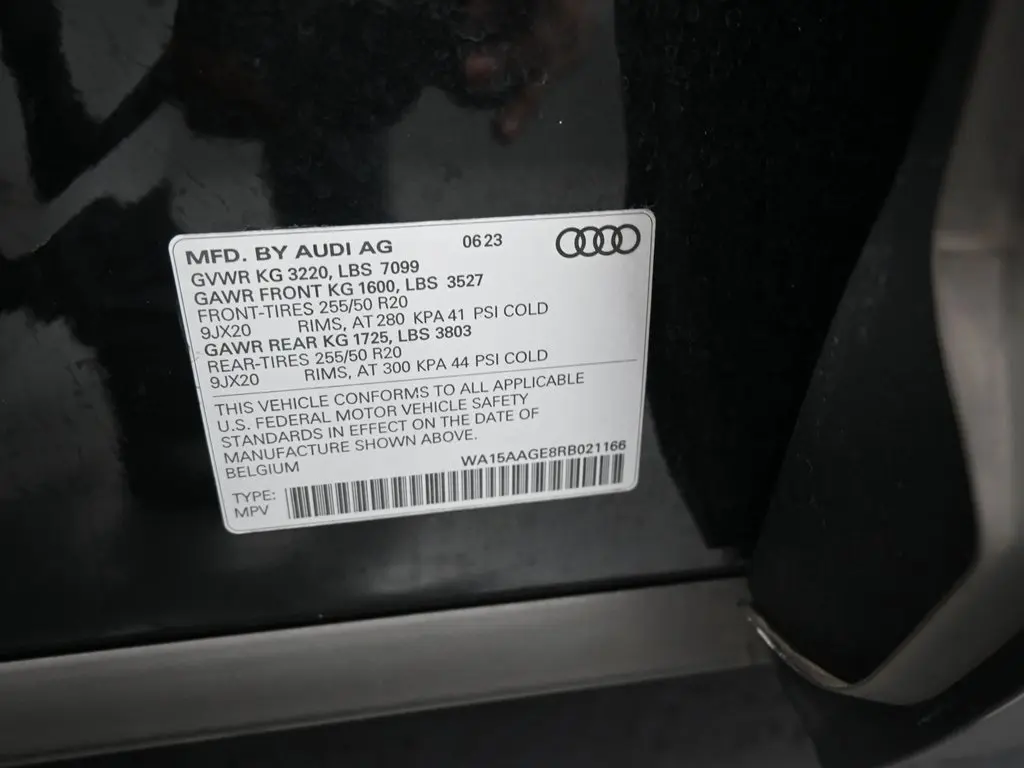 MFD. BY AUDI AG 06 23
GVWR KG 3220, LBS 7099
GAWR FRONT KG 1600, LBS 3527
FRONT-TIRES 255/50 R20
9JX20 RIMS, AT 280 KPA 41 PSI COLD
GAWR REAR KG 1725, LBS 3803
REAR-TIRES 255/50 R20
9JX20 RIMS, AT 300 KPA 44 PSI COLD
THIS VEHICLE CONFORMS TO ALL APPLICABLE
U.S. FEDERAL MOTOR VEHICLE SAFETY
STANDARDS IN EFFECT ON THE DATE OF
MANUFACTURE SHOWN ABOVE.
BELGIUM WA15AAGE8RB021166
TYPE:
MPV